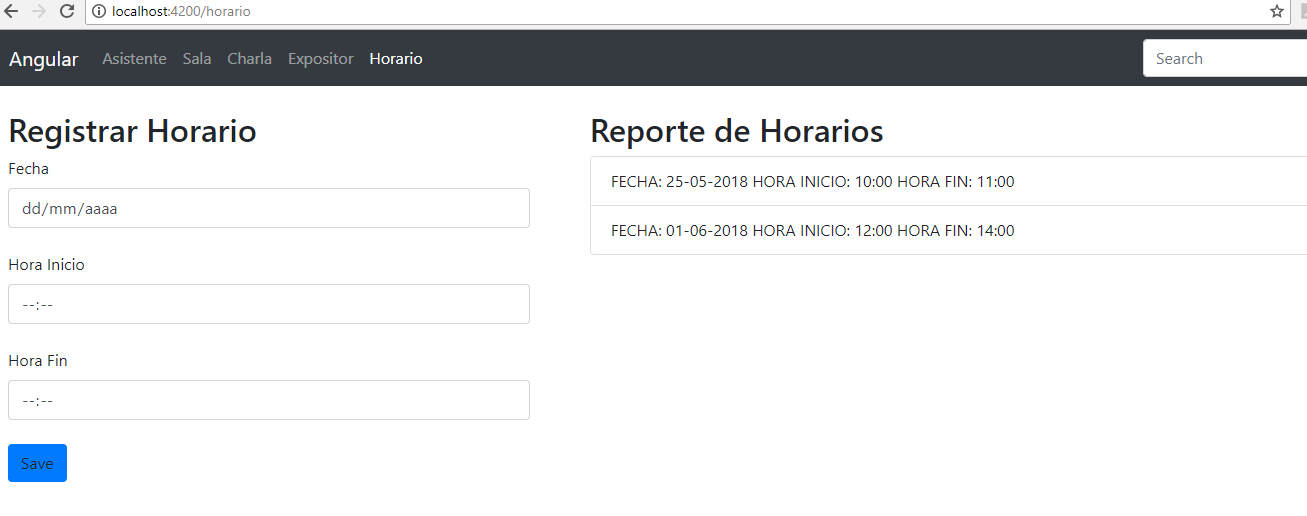 localhost:4200/horario
Angular Asistente Sala Charla Expositor Horario Search
Registrar Horario
Fecha
dd/mm/aaaa
Hora Inicio
--:--
Hora Fin
--:--
Save
Reporte de Horarios
FECHA: 25-05-2018 HORA INICIO: 10:00 HORA FIN: 11:00
FECHA: 01-06-2018 HORA INICIO: 12:00 HORA FIN: 14:00